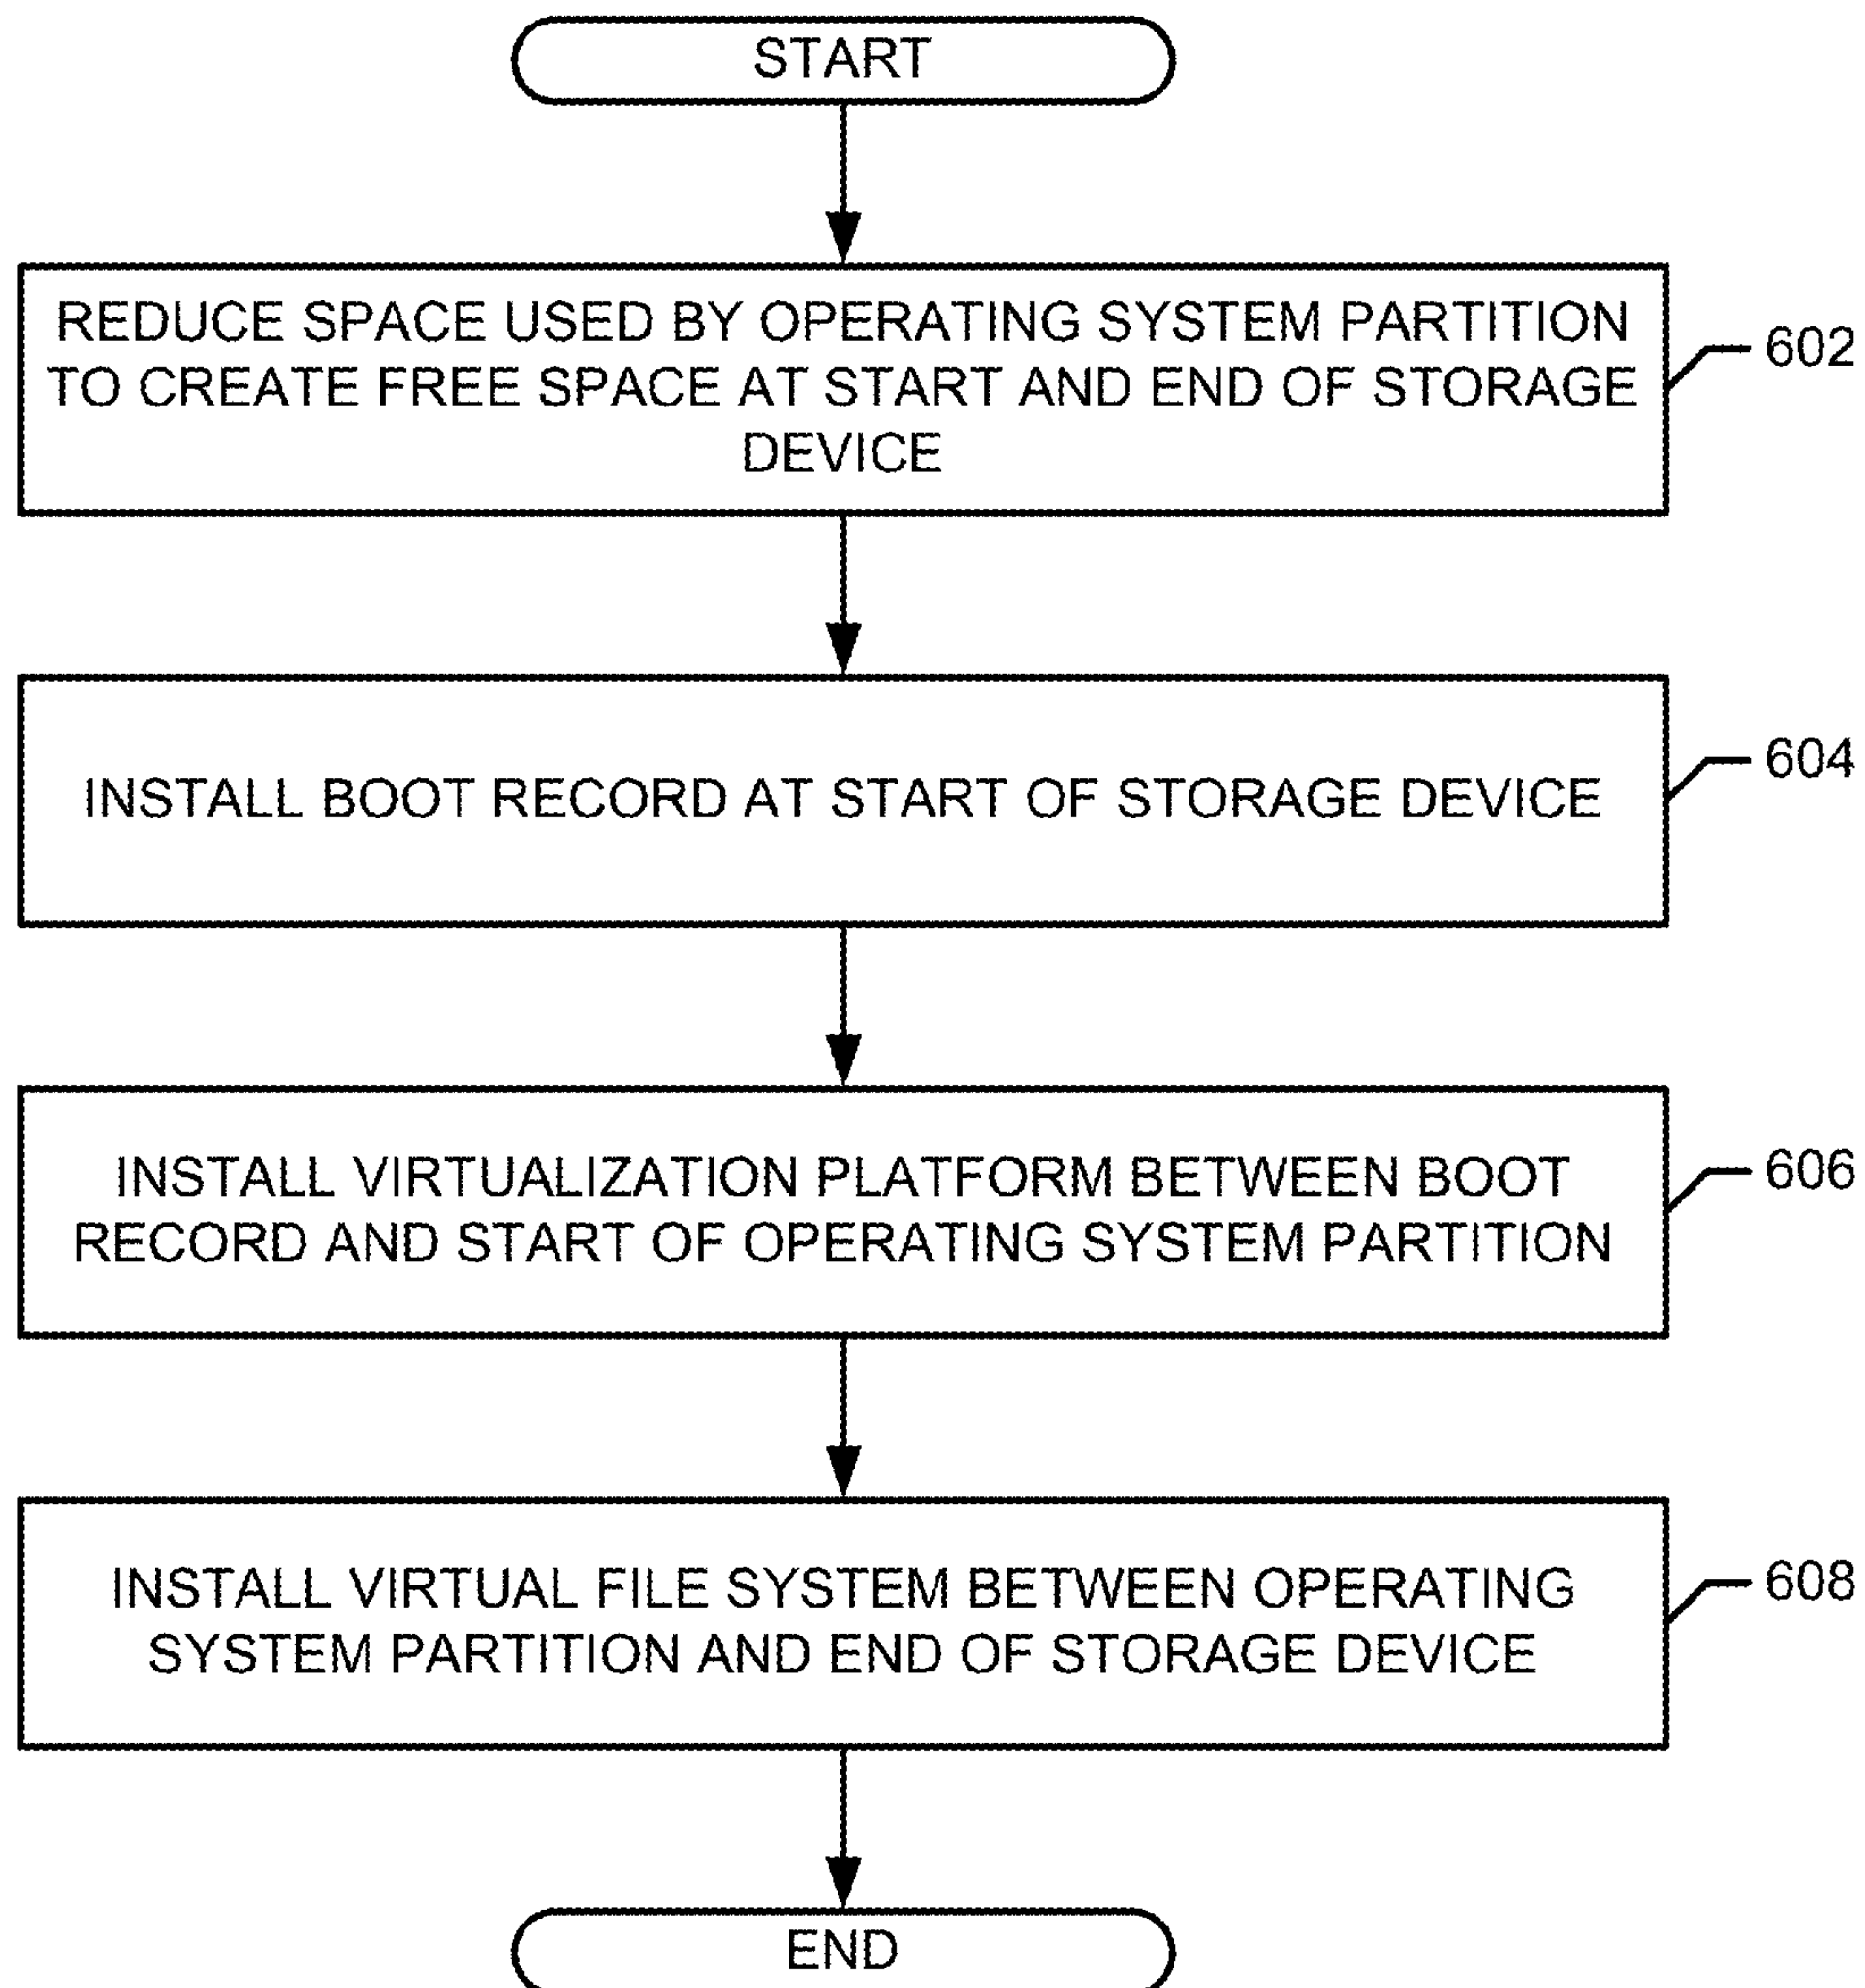 START
REDUCE SPACE USED BY OPERATING SYSTEM PARTITION
TO CREATE FREE SPACE AT START AND END OF STORAGE
DEVICE
602
INSTALL BOOT RECORD AT START OF STORAGE DEVICE
604
INSTALL VIRTUALIZATION PLATFORM BETWEEN BOOT
RECORD AND START OF OPERATING SYSTEM PARTITION
606
INSTALL VIRTUAL FILE SYSTEM BETWEEN OPERATING
SYSTEM PARTITION AND END OF STORAGE DEVICE
608
END